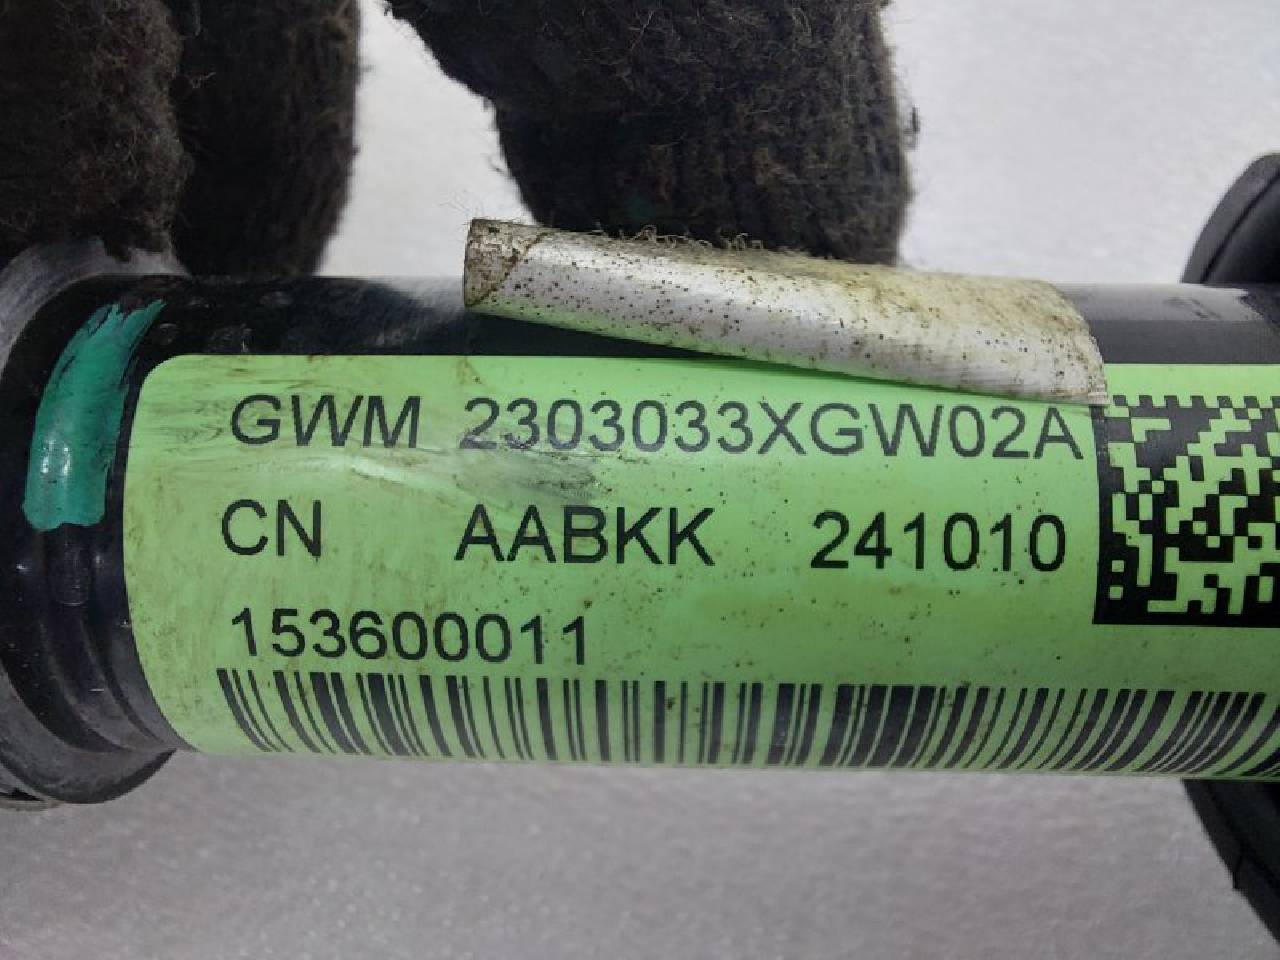 GWM 2303033XGW02A
CN AABKK 241010
153600011